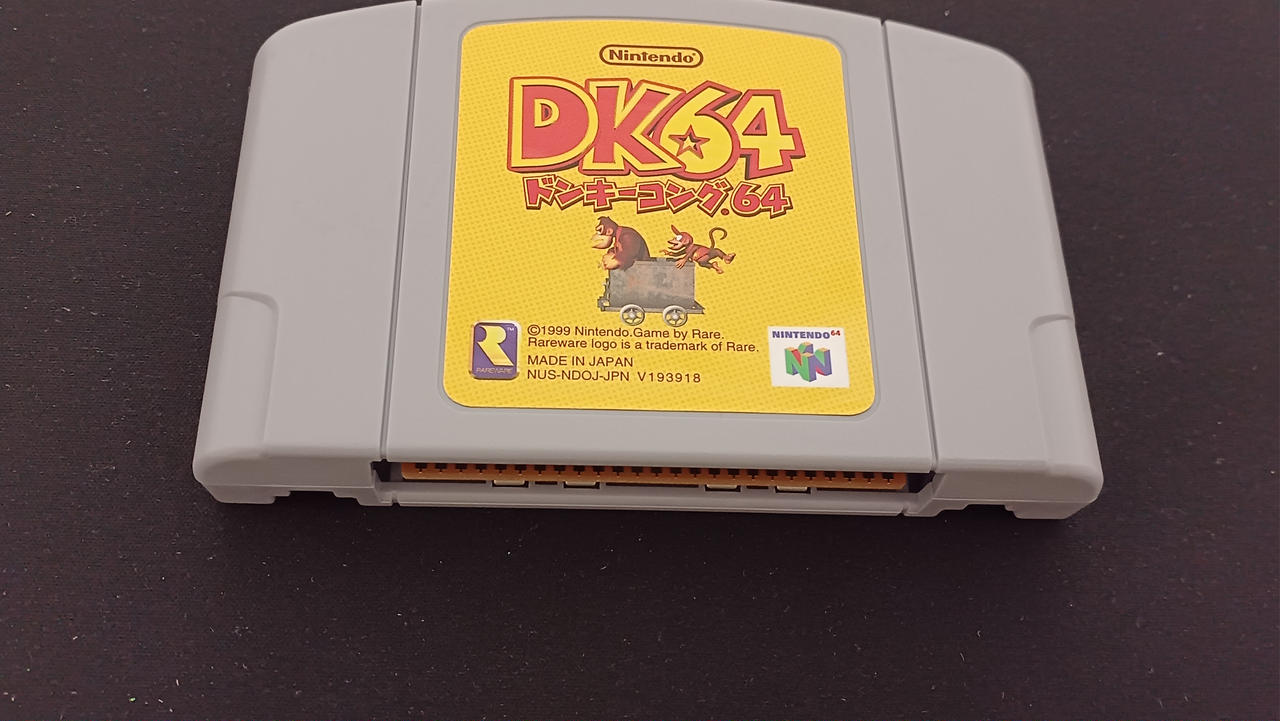 Nintendo®
DK64
ドンキーコング64
©1999 Nintendo.Game by Rare.
Rareware logo is a trademark of Rare.
MADE IN JAPAN
NUS-NDOJ-JPN V193918
R™
RAREWARE
NINTENDO64
N